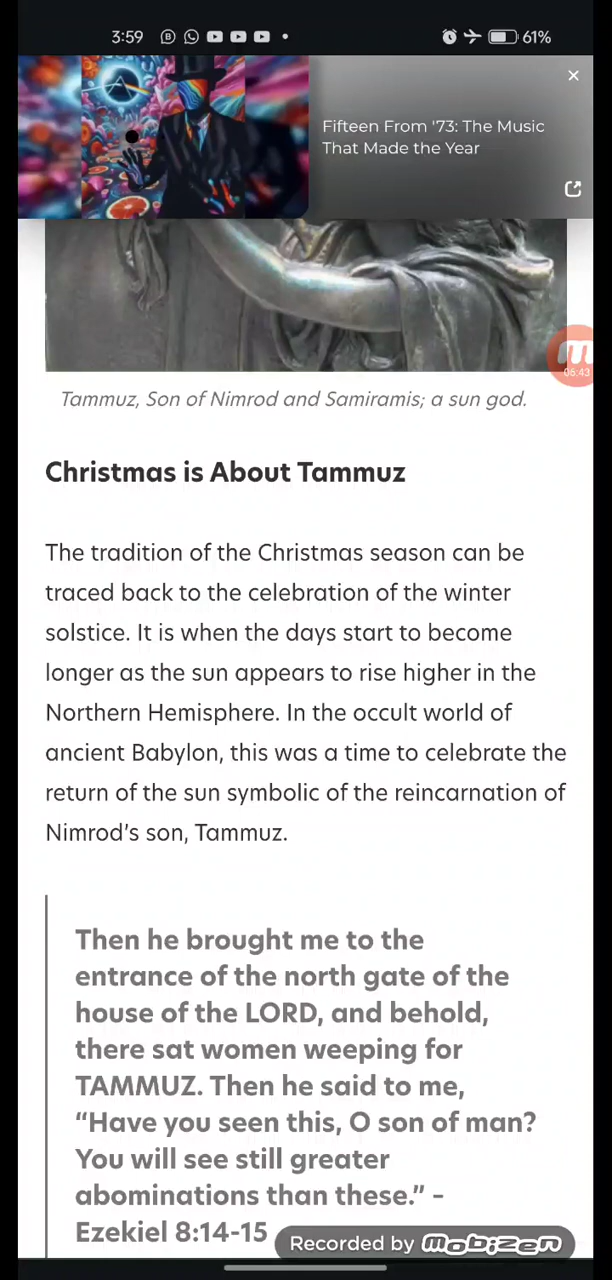 3:59
61%
Fifteen From '73: The Music
That Made the Year
06:43
Tammuz, Son of Nimrod and Samiramis; a sun god.
Christmas is About Tammuz
The tradition of the Christmas season can be
traced back to the celebration of the winter
solstice. It is when the days start to become
longer as the sun appears to rise higher in the
Northern Hemisphere. In the occult world of
ancient Babylon, this was a time to celebrate the
return of the sun symbolic of the reincarnation of
Nimrod’s son, Tammuz.
Then he brought me to the
entrance of the north gate of the
house of the LORD, and behold,
there sat women weeping for
TAMMUZ. Then he said to me,
“Have you seen this, O son of man?
You will see still greater
abominations than these.” –
Ezekiel 8:14-15
Recorded by mobizen